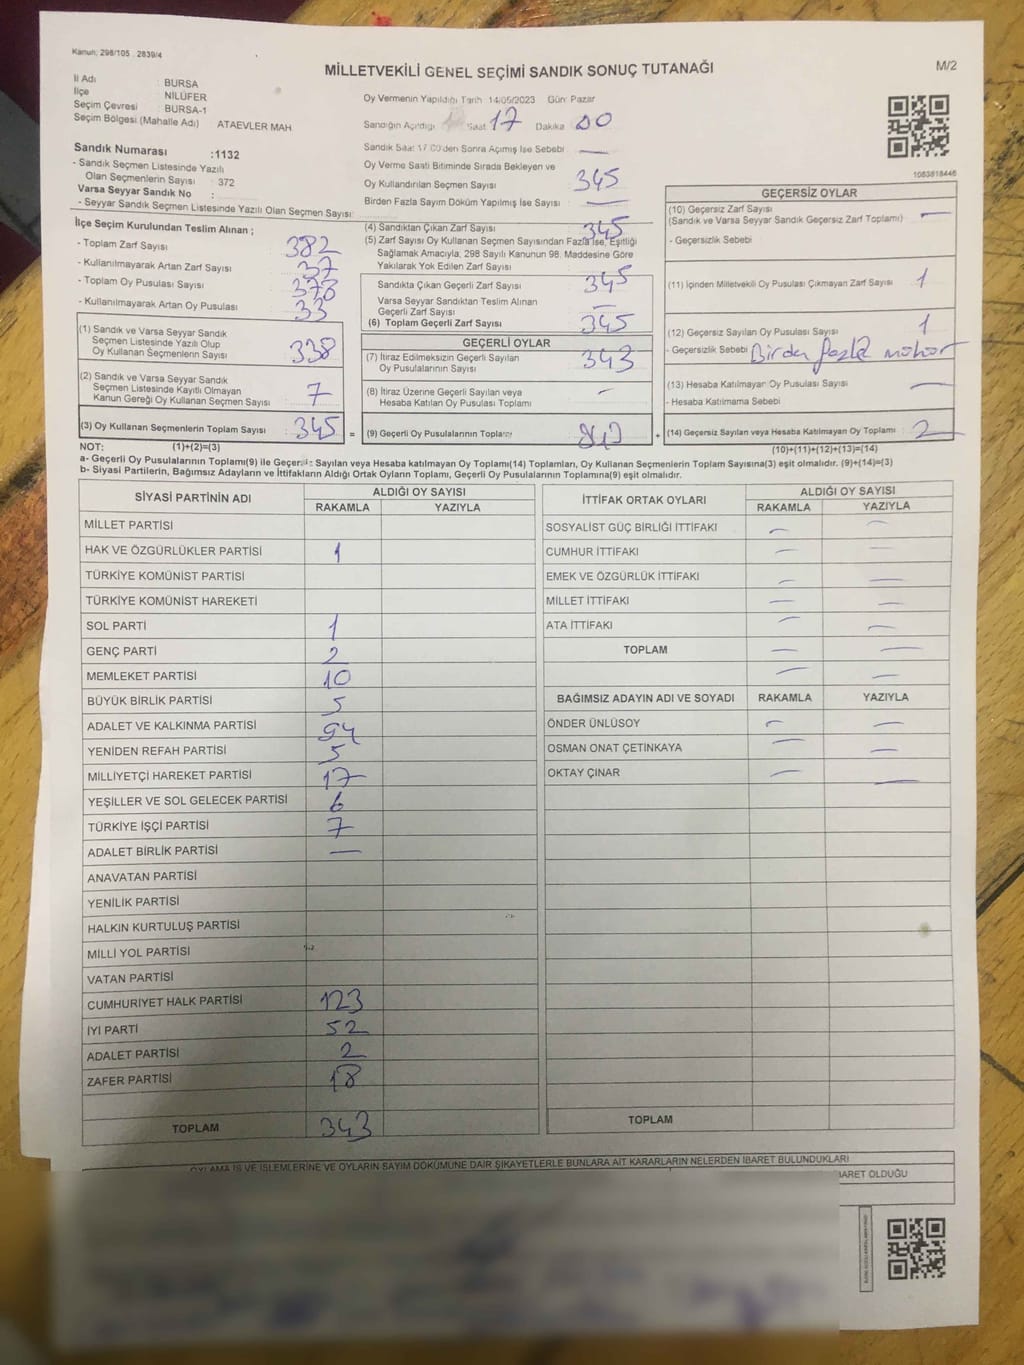 Kanun: 298/105 . 2839/4
MİLLETVEKİLİ GENEL SEÇİMİ SANDIK SONUÇ TUTANAĞI
M/2
İl Adı : BURSA
İlçe : NİLÜFER
Seçim Çevresi : BURSA-1
Seçim Bölgesi (Mahalle Adı) ATAEVLER MAH
Sandık Numarası :1132
- Sandık Seçmen Listesinde Yazılı
Olan Seçmenlerin Sayısı : 372
Varsa Seyyar Sandık No :
- Seyyar Sandık Seçmen Listesinde Yazılı Olan Seçmen Sayısı:
Oy Vermenin Yapıldığı Tarih 14/05/2023 Gün: Pazar
Sandığın Açıldığı Saat 17 Dakika 00
Sandık Saat 17 00'den Sonra Açımış İse Sebebi —
Oy Verme Saati Bitiminde Sırada Bekleyen ve
Oy Kullandırılan Seçmen Sayısı 345
Birden Fazla Sayım Döküm Yapılmış İse Sayısı —
1083818446
İlçe Seçim Kurulundan Teslim Alınan ;
- Toplam Zarf Sayısı 382
- Kullanılmayarak Artan Zarf Sayısı 37
- Toplam Oy Pusulası Sayısı 378
- Kullanılmayarak Artan Oy Pusulası 33
(1) Sandık ve Varsa Seyyar Sandık
Seçmen Listesinde Yazılı Olup
Oy Kullanan Seçmenlerin Sayısı 338
(2) Sandık ve Varsa Seyyar Sandık
Seçmen Listesinde Kayıtlı Olmayan
Kanun Gereği Oy Kullanan Seçmen Sayısı 7
(3) Oy Kullanan Seçmenlerin Toplam Sayısı 345 =
(4) Sandıktan Çıkan Zarf Sayısı 345
(5) Zarf Sayısı Oy Kullanan Seçmen Sayısından Fazla İse, Eşitliği
Sağlamak Amacıyla, 298 Sayılı Kanunun 98. Maddesine Göre
Yakılarak Yok Edilen Zarf Sayısı
Sandıkta Çıkan Geçerli Zarf Sayısı 345
Varsa Seyyar Sandıktan Teslim Alınan
Geçerli Zarf Sayısı —
(6) Toplam Geçerli Zarf Sayısı 345
GEÇERLİ OYLAR
(7) İtiraz Edilmeksizin Geçerli Sayılan
Oy Pusulalarının Sayısı 343
(8) İtiraz Üzerine Geçerli Sayılan veya
Hesaba Katılan Oy Pusulası Toplamı —
(9) Geçerli Oy Pusulalarının Toplamı +
GEÇERSİZ OYLAR
(10) Geçersiz Zarf Sayısı
(Sandık ve Varsa Seyyar Sandık Geçersiz Zarf Toplamı) —
- Geçersizlik Sebebi
(11) İçinden Milletvekili Oy Pusulası Çıkmayan Zarf Sayısı 1
(12) Geçersiz Sayılan Oy Pusulası Sayısı 1
- Geçersizlik Sebebi Birden fazla mühür
(13) Hesaba Katılmayan Oy Pusulası Sayısı —
- Hesaba Katılmama Sebebi
(14) Geçersiz Sayılan veya Hesaba Katılmayan Oy Toplamı 2
NOT: (1)+(2)=(3)
(10)+(11)+(12)+(13)=(14)
a- Geçerli Oy Pusulalarının Toplamı(9) ile Geçersiz Sayılan veya Hesaba katılmayan Oy Toplamı(14) Toplamları, Oy Kullanan Seçmenlerin Toplam Sayısına(3) eşit olmalıdır. (9)+(14)=(3)
b- Siyasi Partilerin, Bağımsız Adayların ve İttifakların Aldığı Ortak Oyların Toplamı, Geçerli Oy Pusulalarının Toplamına(9) eşit olmalıdır.
SİYASİ PARTİNİN ADI ALDIĞI OY SAYISI
RAKAMLA YAZIYLA
MİLLET PARTİSİ
HAK VE ÖZGÜRLÜKLER PARTİSİ 1
TÜRKİYE KOMÜNİST PARTİSİ
TÜRKİYE KOMÜNİST HAREKETİ
SOL PARTİ 1
GENÇ PARTİ 2
MEMLEKET PARTİSİ 10
BÜYÜK BİRLİK PARTİSİ 5
ADALET VE KALKINMA PARTİSİ 94
YENİDEN REFAH PARTİSİ 5
MİLLİYETÇİ HAREKET PARTİSİ 17
YEŞİLLER VE SOL GELECEK PARTİSİ 6
TÜRKİYE İŞÇİ PARTİSİ 7
ADALET BİRLİK PARTİSİ —
ANAVATAN PARTİSİ
YENİLİK PARTİSİ
HALKIN KURTULUŞ PARTİSİ
MİLLİ YOL PARTİSİ
VATAN PARTİSİ
CUMHURİYET HALK PARTİSİ 123
İYİ PARTİ 52
ADALET PARTİSİ 2
ZAFER PARTİSİ 18
TOPLAM 343
İTTİFAK ORTAK OYLARI ALDIĞI OY SAYISI
RAKAMLA YAZIYLA
SOSYALİST GÜÇ BİRLİĞİ İTTİFAKI — —
CUMHUR İTTİFAKI — —
EMEK VE ÖZGÜRLÜK İTTİFAKI — —
MİLLET İTTİFAKI — —
ATA İTTİFAKI — —
TOPLAM — —
— —
BAĞIMSIZ ADAYIN ADI VE SOYADI RAKAMLA YAZIYLA
ÖNDER ÜNLÜSOY — —
OSMAN ONAT ÇETİNKAYA — —
OKTAY ÇINAR — —
TOPLAM
OYLAMA İŞ VE İŞLEMLERİNE VE OYLARIN SAYIM DÖKÜMÜNE DAİR ŞİKAYETLERLE BUNLARA AİT KARARLARIN NELERDEN İBARET BULUNDUKLARI
İBARET OLDUĞU